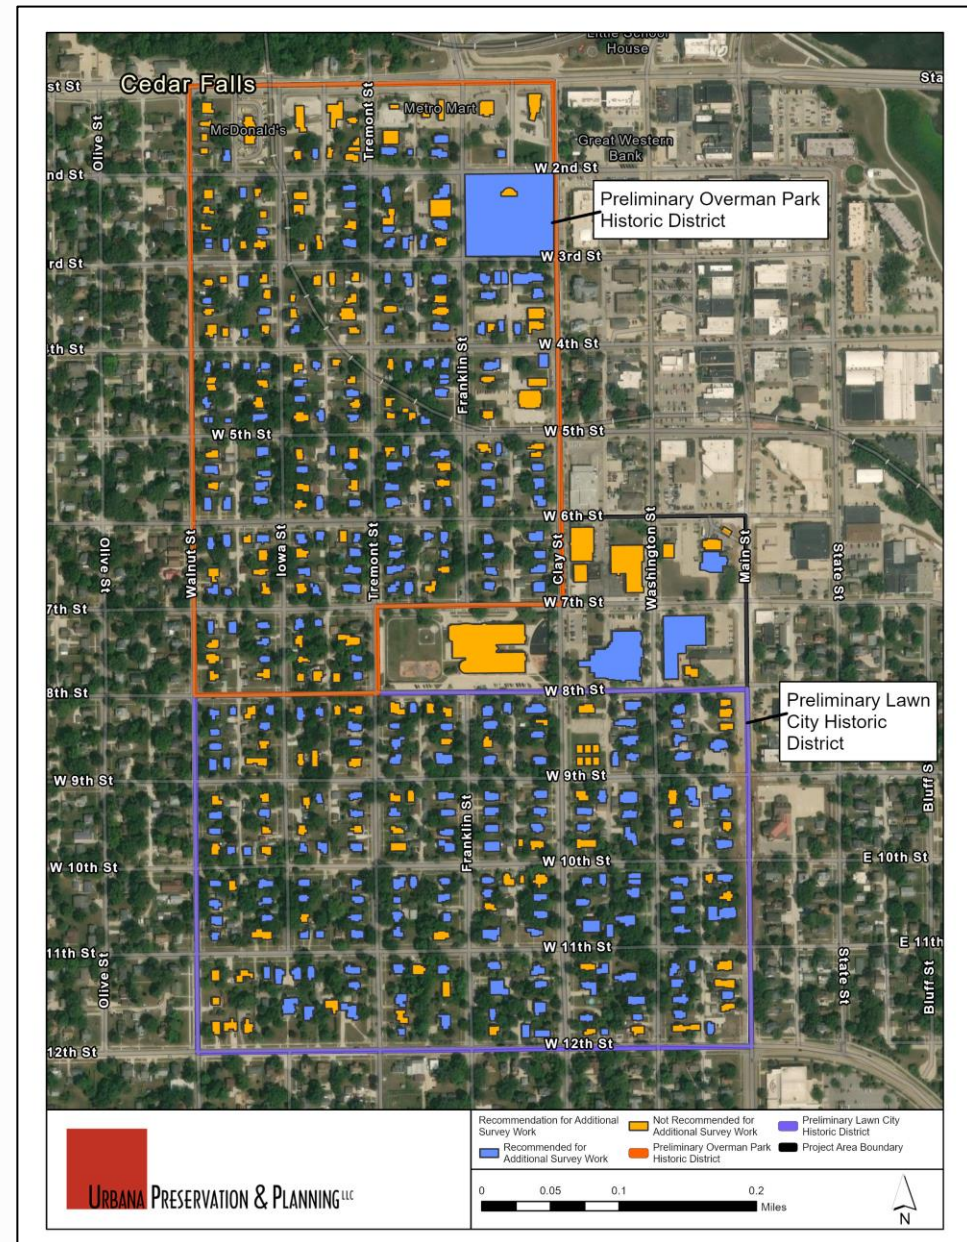 Little School
House
Cedar Falls
st St
Sta
Olive St
McDonald's
Tremont St
Metro Mart
Great Western
Bank
nd St
W 2nd St
Preliminary Overman Park
Historic District
rd St
W 3rd St
4th St
W 4th St
Franklin St
W 5th St
W 5th St
W 6th St
Olive St
Walnut St
Iowa St
Tremont St
Clay St
Washington St
Main St
State St
7th St
W 7th St
8th St
W 8th St
Preliminary Lawn
City Historic
District
W 9th St
W 9th St
Bluff S
Franklin St
W 10th St
W 10th St
E 10th St
11th St
W 11th St
E 11th
Olive St
State St
Bluff St
12th St
W 12th St
URBANA PRESERVATION & PLANNING LLC
Recommendation for Additional
Survey Work
Recommended for
Additional Survey Work
Not Recommended for
Additional Survey Work
Preliminary Overman Park
Historic District
Preliminary Lawn City
Historic District
Project Area Boundary
0 0.05 0.1 0.2
Miles
N